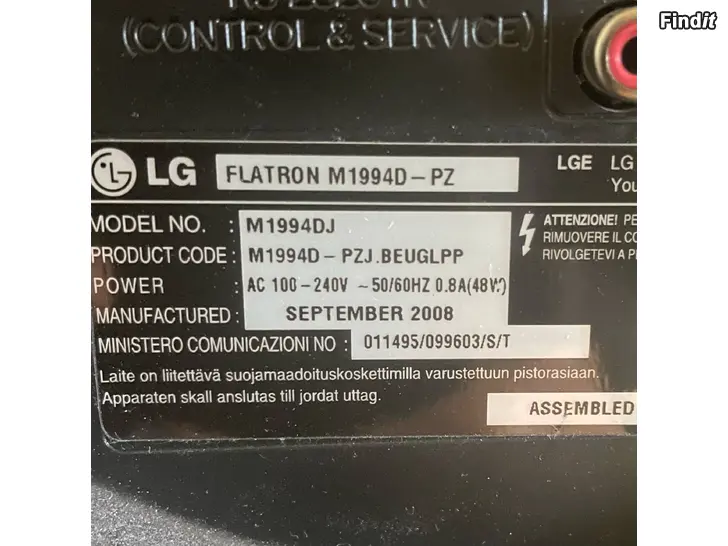 Findit
(CONTROL & SERVICE)
LG FLATRON M1994D-PZ
LGE LG
MODEL NO. : M1994DJ
PRODUCT CODE : M1994D-PZJ.BEUGLPP
POWER : AC 100-240V ~50/60HZ 0.8A(48W)
MANUFACTURED : SEPTEMBER 2008
MINISTERO COMUNICAZIONI NO : 011495/099603/S/T
ATTENZIONE! PE
RIMUOVERE IL CO
RIVOLGETEVI A P
Laite on liitettävä suojamaadoituskoskettimilla varustettuun pistorasiaan.
Apparaten skall anslutas till jordat uttag.
ASSEMBLED